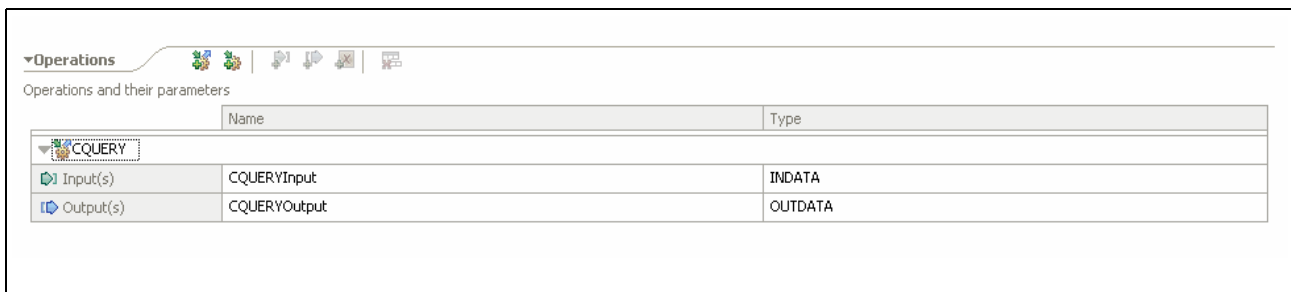 Operations
Operations and their parameters
Name Type
CQUERY
Input(s) CQUERYInput INDATA
Output(s) CQUERYOutput OUTDATA